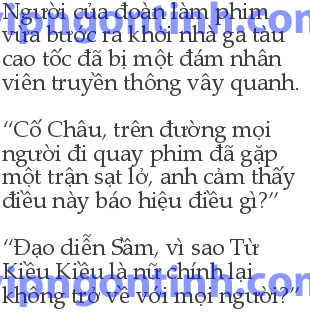 Người của đoàn làm phim
vừa bước ra khỏi nhà ga tàu
cao tốc đã bị một đám nhân
viên truyền thông vây quanh.
“Cố Châu, trên đường mọi
người đi quay phim đã gặp
một trận sạt lở, anh cảm thấy
điều này báo hiệu điều gì?”
“Đạo diễn Sầm, vì sao Từ
Kiều Kiều là nữ chính lại
không trở về với mọi người?”